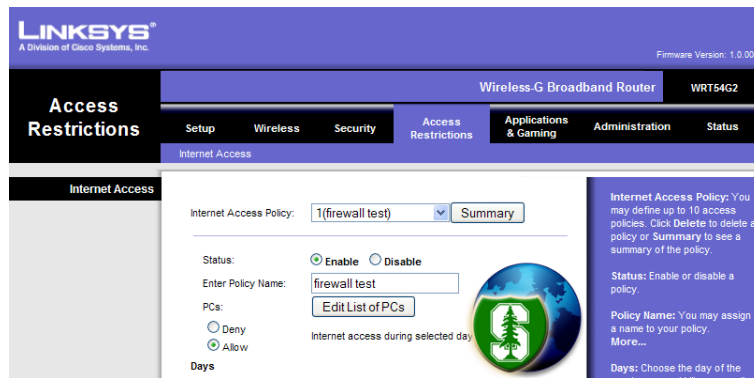 LINKSYS®
A Division of Cisco Systems, Inc.
Firmware Version: 1.0.00
Wireless-G Broadband Router
WRT54G2
Access
Restrictions
Setup Wireless Security Access Restrictions Applications & Gaming Administration Status
Internet Access
Internet Access
Internet Access Policy: 1(firewall test) Summary
Status: Enable Disable
Enter Policy Name: firewall test
PCs: Edit List of PCs
Deny
Allow
Internet access during selected day
Days
S
Internet Access Policy: You
may define up to 10 access
policies. Click Delete to delete a
policy or Summary to see a
summary of the policy.
Status: Enable or disable a
policy.
Policy Name: You may assign
a name to your policy.
More...
Days: Choose the day of the